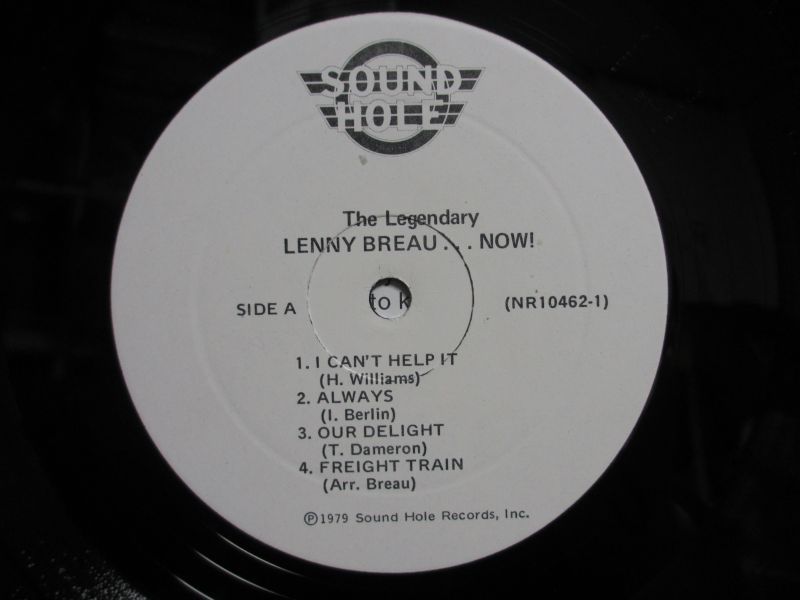 SOUND
HOLE
The Legendary
LENNY BREAU . . . NOW!
SIDE A
to k
(NR10462-1)
1. I CAN'T HELP IT
(H. Williams)
2. ALWAYS
(I. Berlin)
3. OUR DELIGHT
(T. Dameron)
4. FREIGHT TRAIN
(Arr. Breau)
℗1979 Sound Hole Records, Inc.